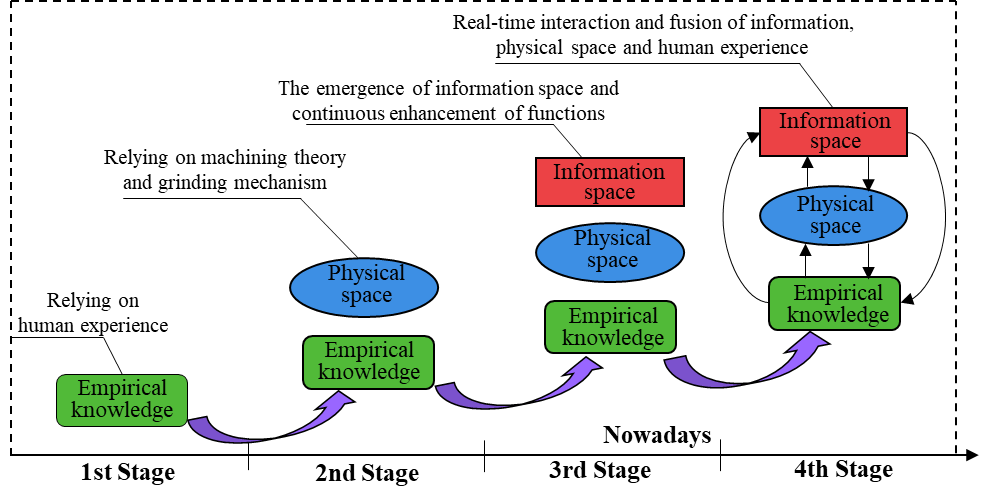 Real-time interaction and fusion of information,
physical space and human experience
The emergence of information space and
continuous enhancement of functions
Relying on machining theory
and grinding mechanism
Relying on
human experience
Empirical
knowledge
Physical
space
Empirical
knowledge
Information
space
Physical
space
Empirical
knowledge
Information
space
Physical
space
Empirical
knowledge
Nowadays
1st Stage
2nd Stage
3rd Stage
4th Stage